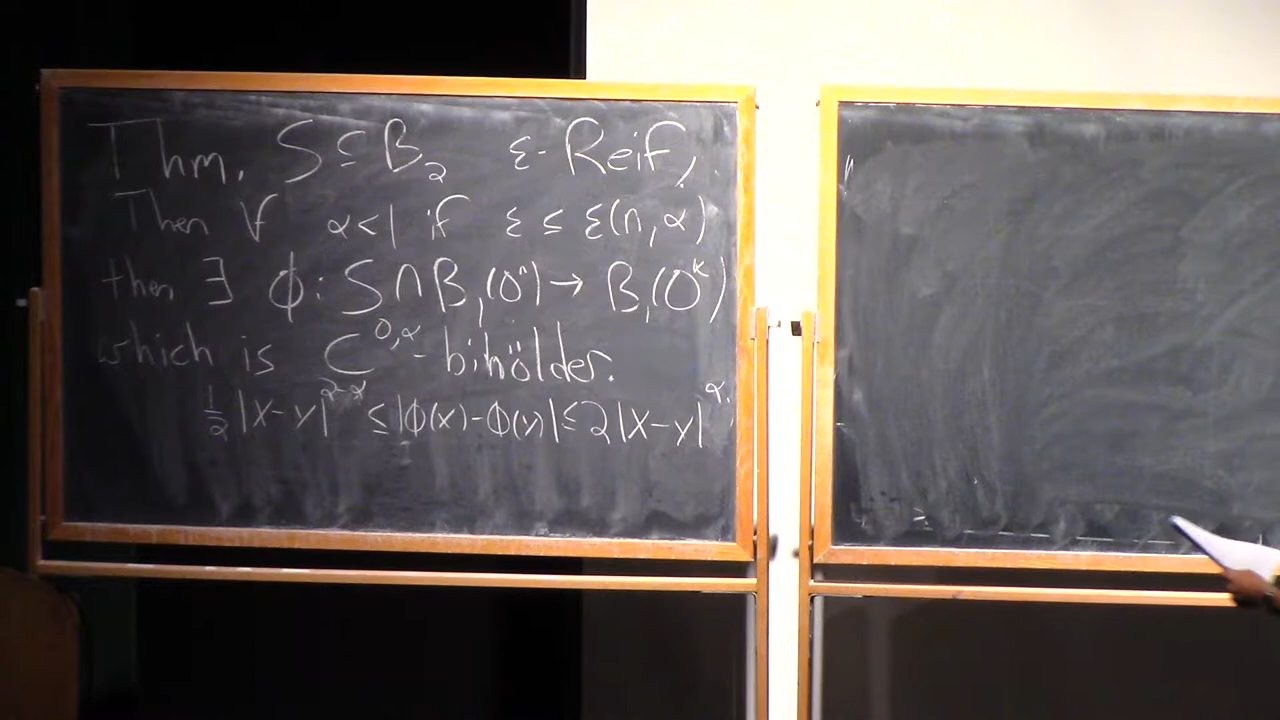 Thm. S ⊆ B₂ ε-Reif,
Then ∀ α<1 if ε ≤ ε(n,α)
then ∃ ϕ: S∩B₁(0ⁿ) → B₁(0ᵏ)
which is C^{0,α}-bihölder.
½|x-y|^{2-α} ≤ |ϕ(x)-ϕ(y)| ≤ 2|x-y|^{α}.